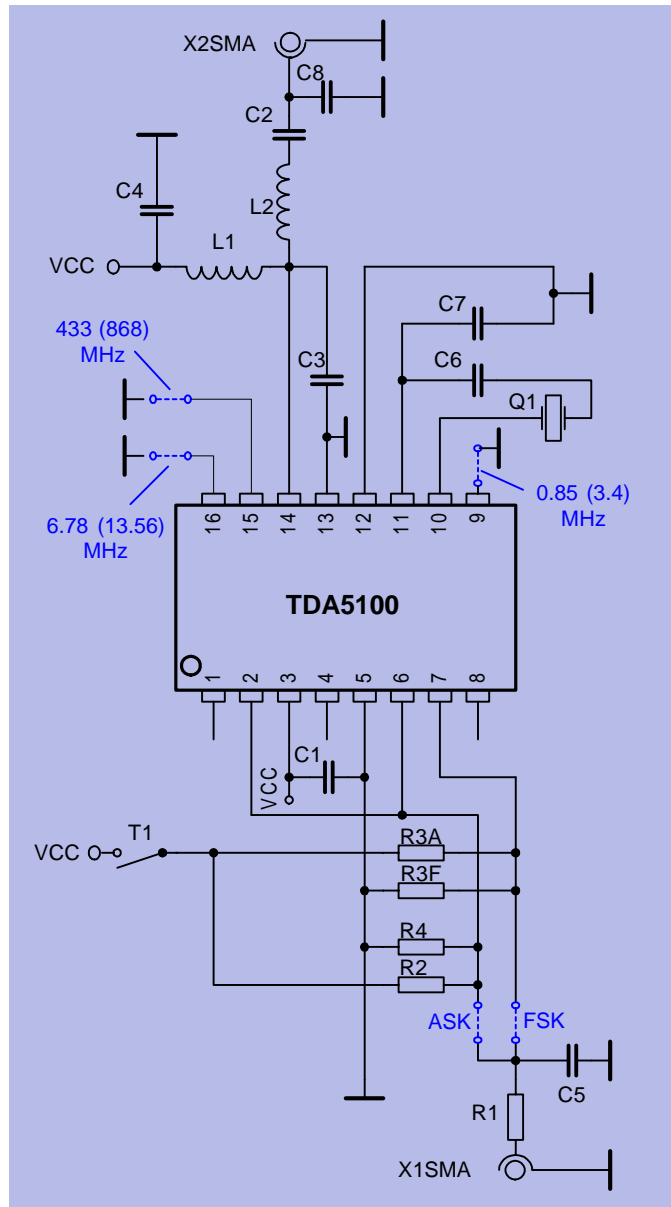 X2SMA
C8
C2
C4
L2
L1
VCC
433 (868)
MHz
C3
C7
C6
Q1
6.78 (13.56)
MHz
0.85 (3.4)
MHz
16 15 14 13 12 11 10 9
TDA5100
1 2 3 4 5 6 7 8
C1
VCC
T1
VCC
R3A
R3F
R4
R2
ASK FSK
C5
R1
X1SMA